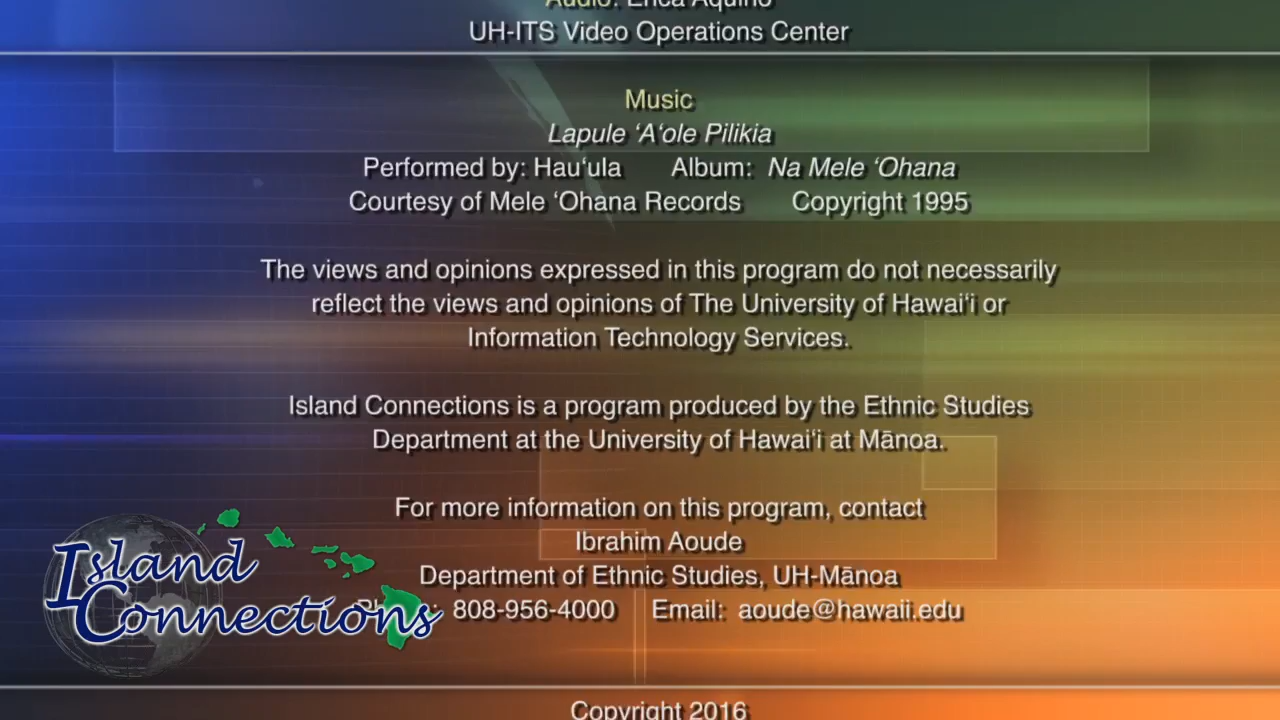 Audio: Erica Aquino
UH-ITS Video Operations Center
Music
Lapule ʻAʻole Pilikia
Performed by: Hauʻula Album: Na Mele ʻOhana
Courtesy of Mele ʻOhana Records Copyright 1995
The views and opinions expressed in this program do not necessarily
reflect the views and opinions of The University of Hawaiʻi or
Information Technology Services.
Island Connections is a program produced by the Ethnic Studies
Department at the University of Hawaiʻi at Mānoa.
For more information on this program, contact
Ibrahim Aoude
Department of Ethnic Studies, UH-Mānoa
808-956-4000 Email: aoude@hawaii.edu
Island
Connections
Copyright 2016